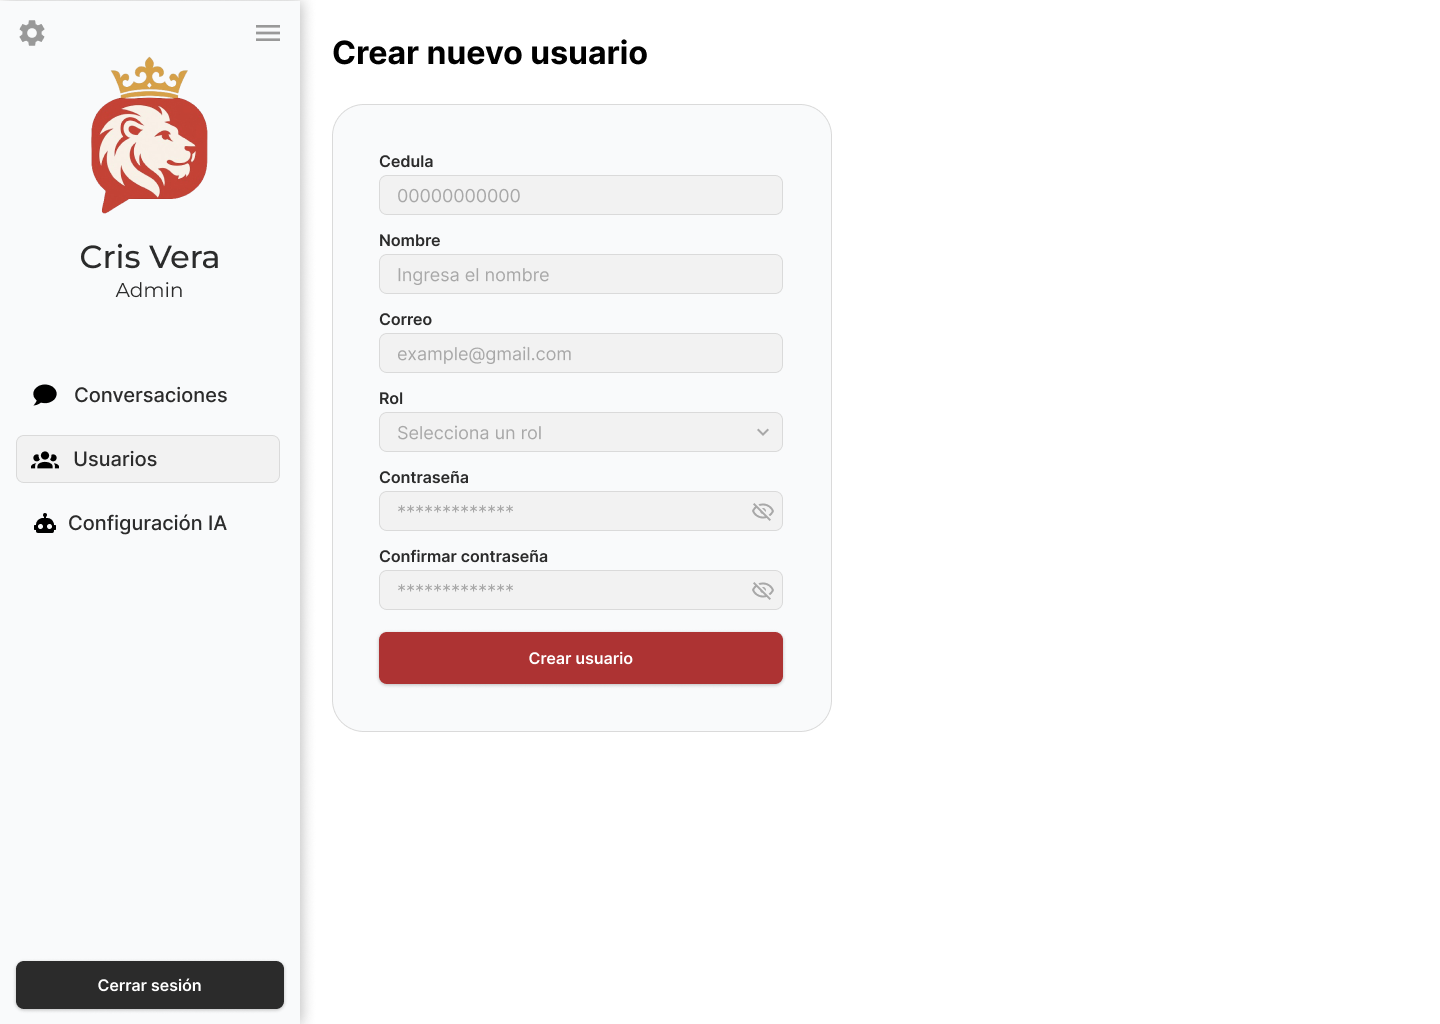 Cris Vera
Admin
Conversaciones
Usuarios
Configuración IA
Cerrar sesión
Crear nuevo usuario
Cedula
00000000000
Nombre
Ingresa el nombre
Correo
example@gmail.com
Rol
Selecciona un rol
Contraseña
*************
Confirmar contraseña
*************
Crear usuario